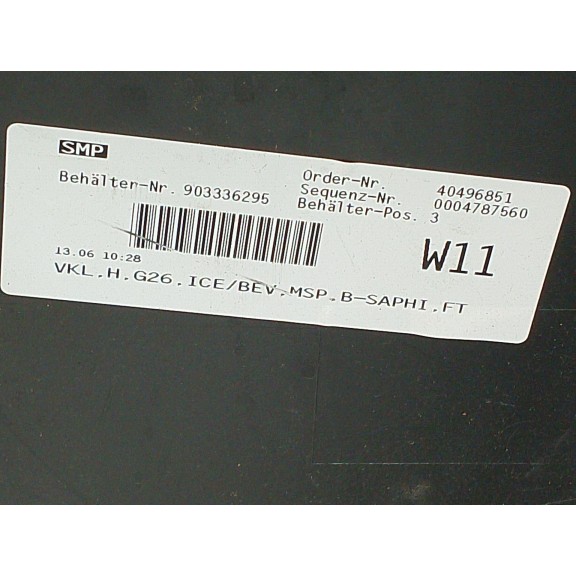 SMP
Behälter-Nr. 903336295
Order-Nr. 40496851
Sequenz-Nr. 0004787560
Behälter-Pos. 3
W11
13.06 10:28
VKL.H.G26.ICE/BEV.MSP.B-SAPHI.FT